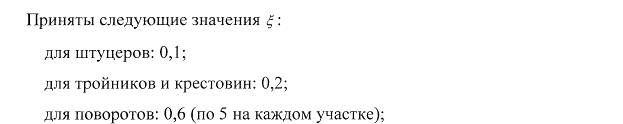 Приняты следующие значения ξ:
для штуцеров: 0,1;
для тройников и крестовин: 0,2;
для поворотов: 0,6 (по 5 на каждом участке);